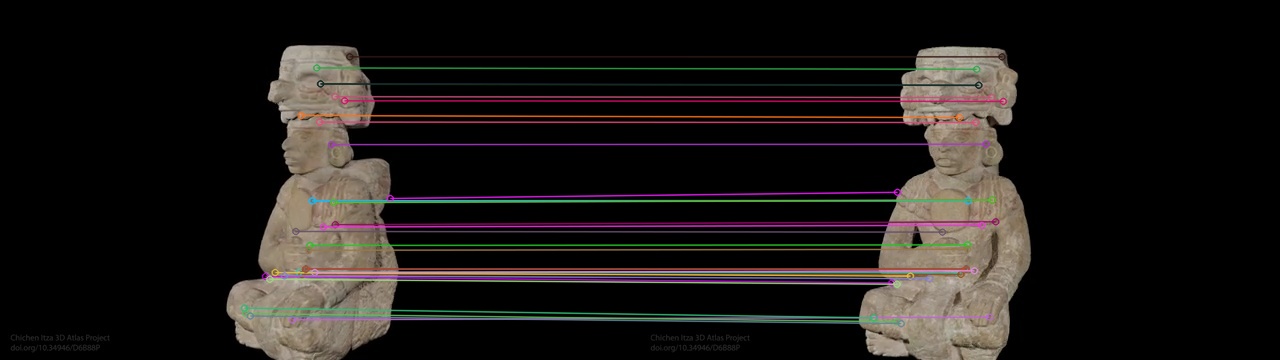 Chichen Itza 3D Atlas Project
doi.org/10.34946/D6B88P
Chichen Itza 3D Atlas Project
doi.org/10.34946/D6B88P